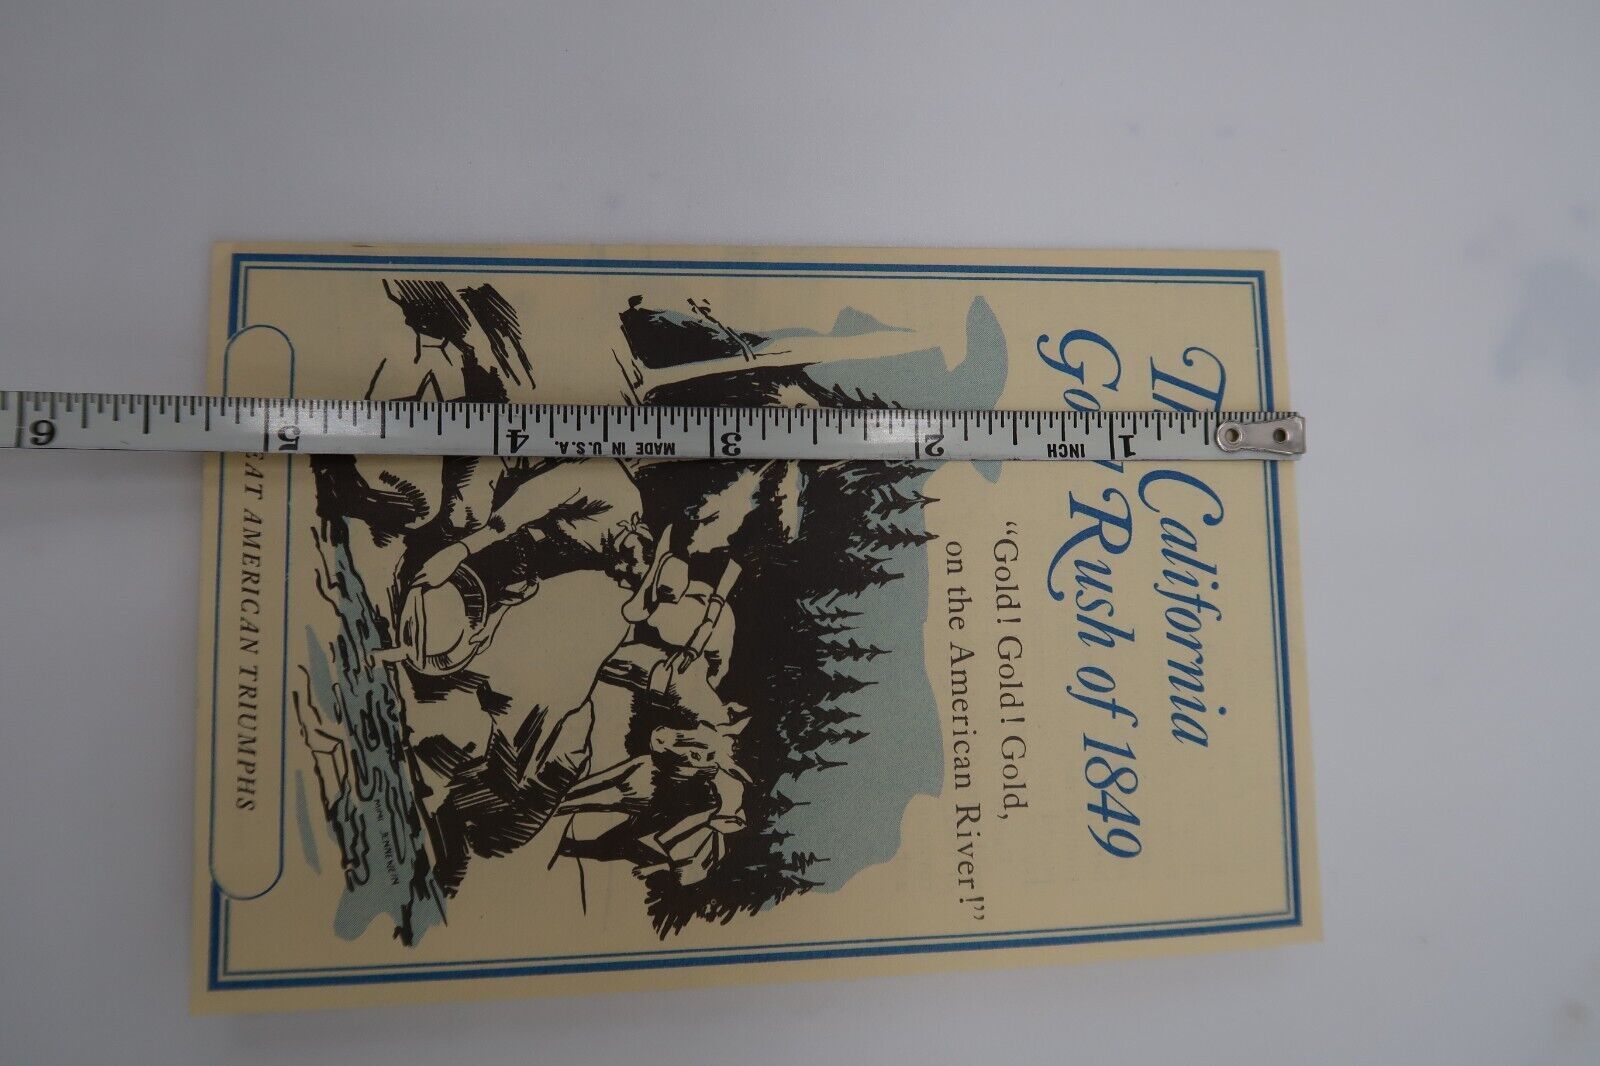 The California
Gold Rush of 1849
"Gold! Gold! Gold,
on the American River!"
EAT AMERICAN TRIUMPHS
1
INCH
2
3
MADE IN U.S.A.
4
5
6